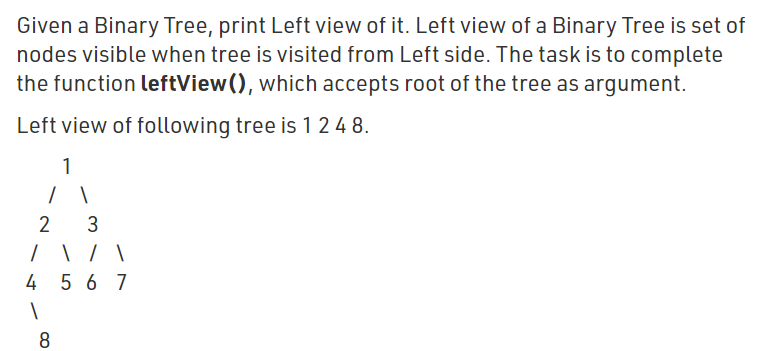 Given a Binary Tree, print Left view of it. Left view of a Binary Tree is set of
nodes visible when tree is visited from Left side. The task is to complete
the function leftView(), which accepts root of the tree as argument.
Left view of following tree is 1 2 4 8.
1
/ \
2 3
/ \ / \
4 5 6 7
\
8